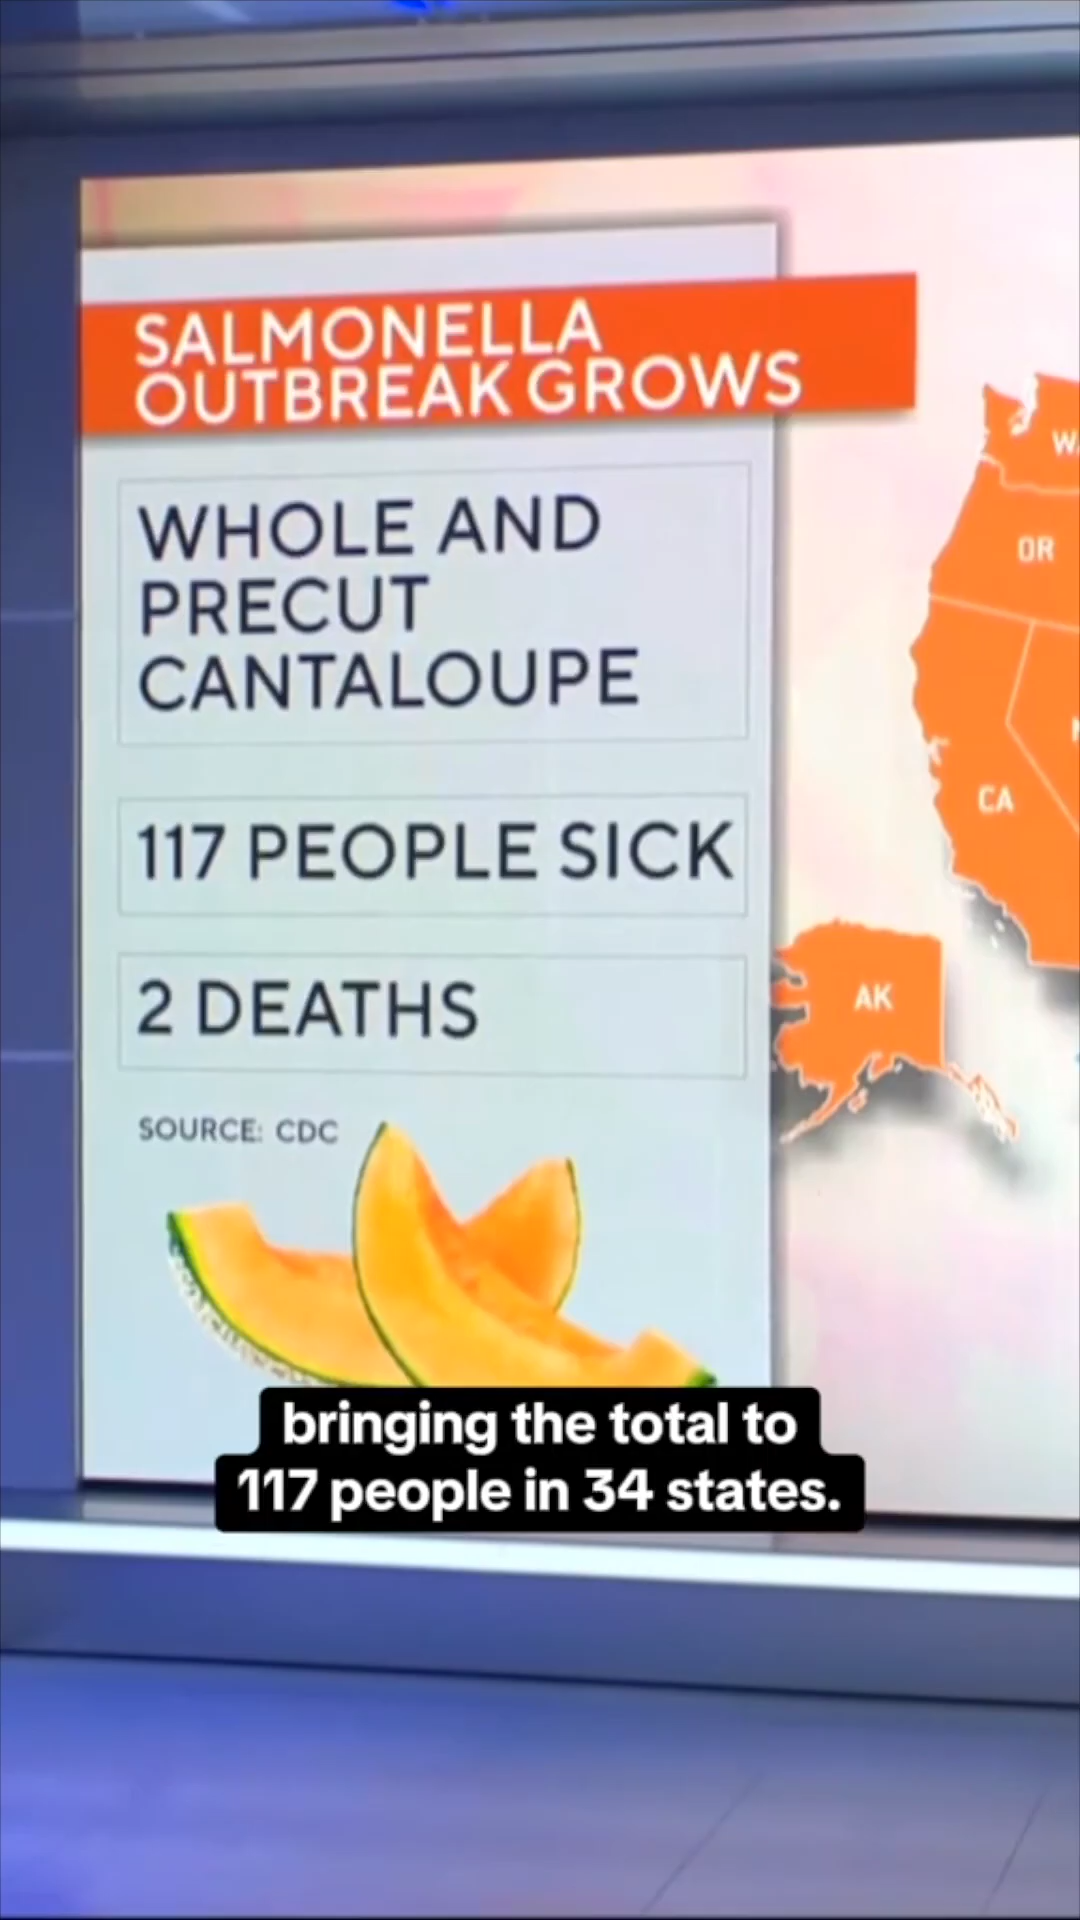 SALMONELLA
OUTBREAK GROWS
WHOLE AND
PRECUT
CANTALOUPE
117 PEOPLE SICK
2 DEATHS
SOURCE: CDC
OR
CA
AK
bringing the total to
117 people in 34 states.